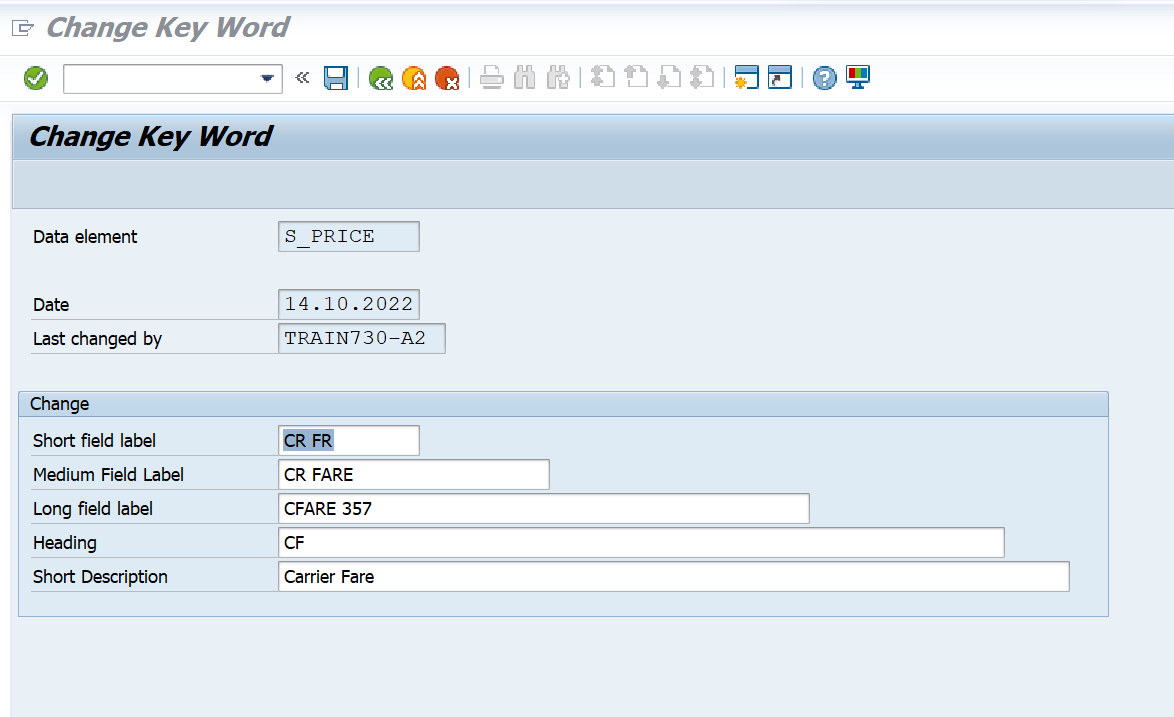 Change Key Word
Change Key Word
Data element S_PRICE
Date 14.10.2022
Last changed by TRAIN730-A2
Change
Short field label CR FR
Medium Field Label CR FARE
Long field label CFARE 357
Heading CF
Short Description Carrier Fare